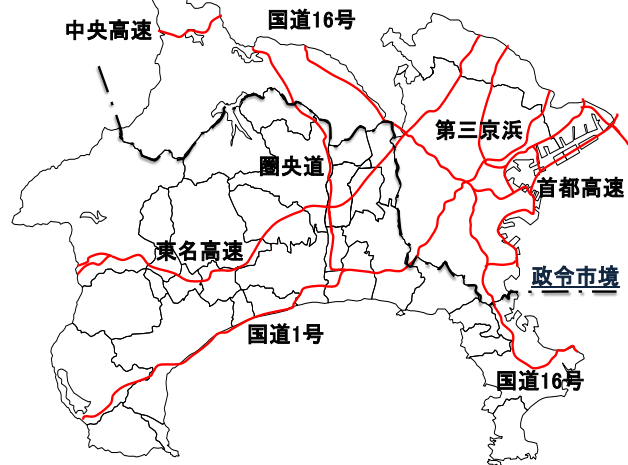 国道16号
中央高速
第三京浜
圏央道
首都高速
東名高速
政令市境
国道1号
国道16号